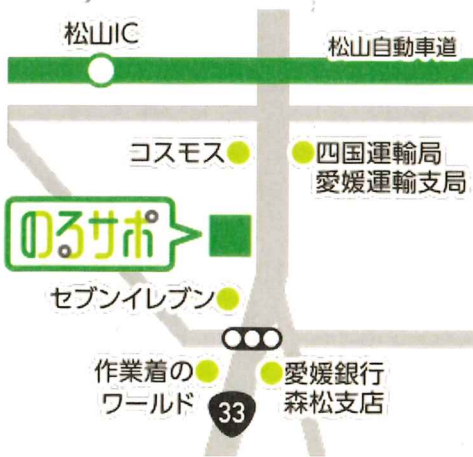 松山IC
松山自動車道
コスモス
四国運輸局
愛媛運輸支局
のるサポ
セブンイレブン
作業着の
ワールド
33
愛媛銀行
森松支店